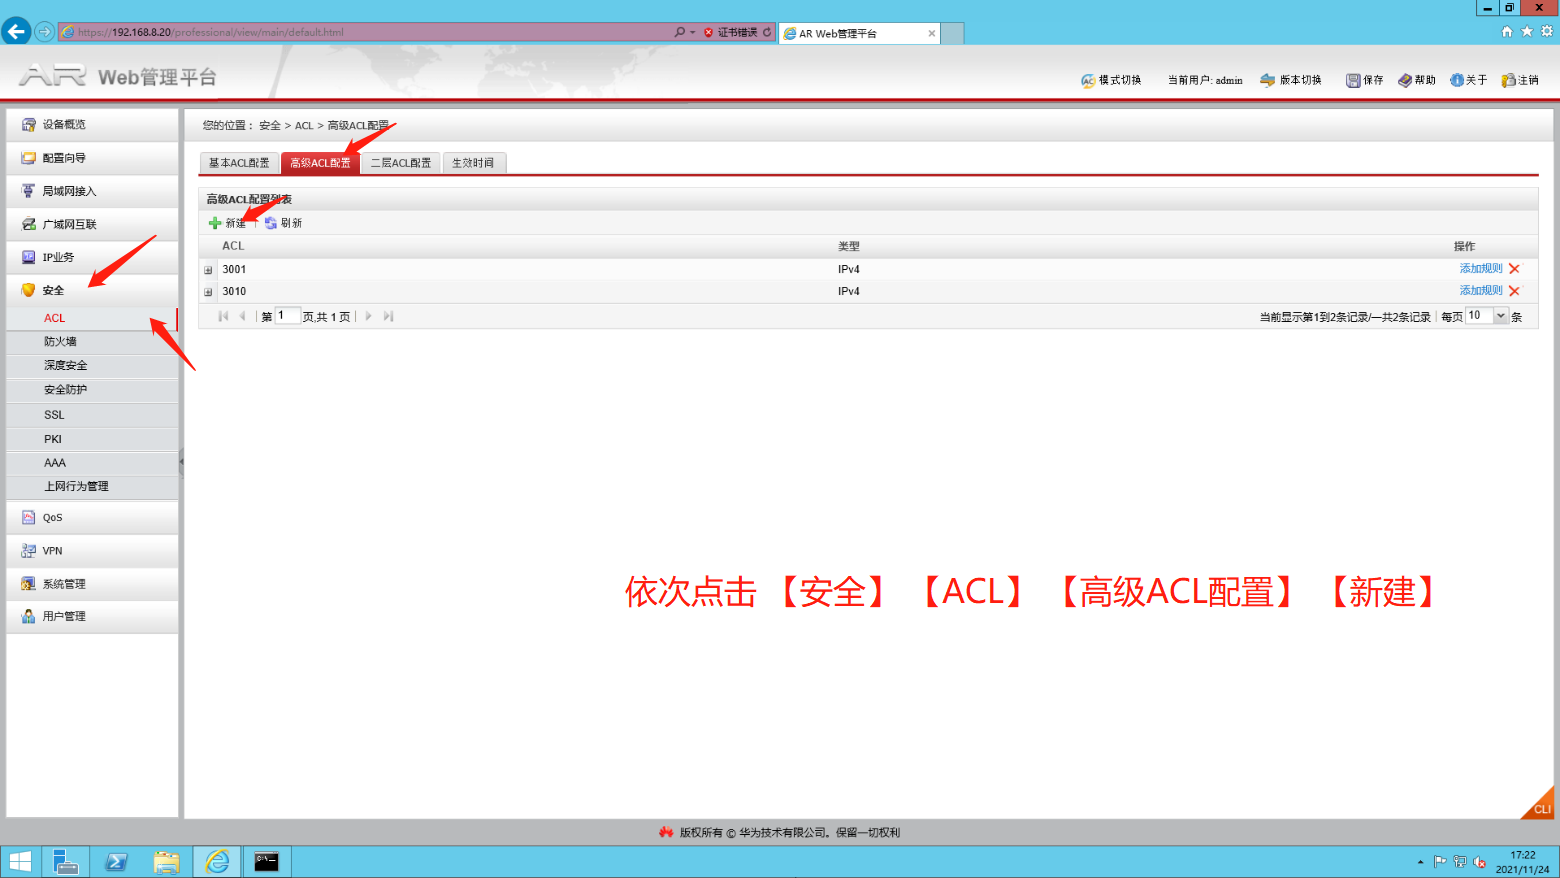 https://192.168.8.20/professional/view/main/default.html
证书错误
AR Web管理平台
AR Web管理平台
模式切换
当前用户: admin
版本切换
保存
帮助
关于
注销
设备概览
配置向导
局域网接入
广域网互联
IP业务
安全
ACL
防火墙
深度安全
安全防护
SSL
PKI
AAA
上网行为管理
QoS
VPN
系统管理
用户管理
您的位置： 安全 > ACL > 高级ACL配置
基本ACL配置
高级ACL配置
二层ACL配置
生效时间
高级ACL配置列表
新建
刷新
ACL 类型 操作
3001 IPv4 添加规则
3010 IPv4 添加规则
第 1 页,共 1 页
当前显示第1到2条记录/一共2条记录 每页 10 条
依次点击 【安全】 【ACL】 【高级ACL配置】 【新建】
CLI
版权所有 © 华为技术有限公司。保留一切权利
17:22
2021/11/24